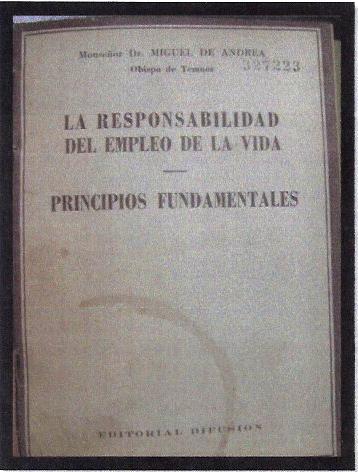 Monseñor Dr. MIGUEL DE ANDREA
Obispo de Temnos
327223
LA RESPONSABILIDAD
DEL EMPLEO DE LA VIDA
PRINCIPIOS FUNDAMENTALES
EDITORIAL DIFUSION